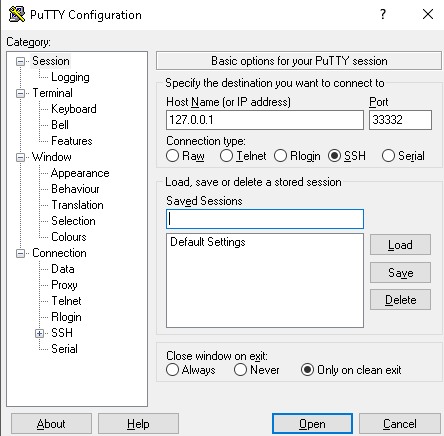 PuTTY Configuration
? ×
Category:
Session
Logging
Terminal
Keyboard
Bell
Features
Window
Appearance
Behaviour
Translation
Selection
Colours
Connection
Data
Proxy
Telnet
Rlogin
SSH
Serial
Basic options for your PuTTY session
Specify the destination you want to connect to
Host Name (or IP address) Port
127.0.0.1 33332
Connection type:
Raw Telnet Rlogin SSH Serial
Load, save or delete a stored session
Saved Sessions
Default Settings
Load
Save
Delete
Close window on exit:
Always Never Only on clean exit
About Help Open Cancel